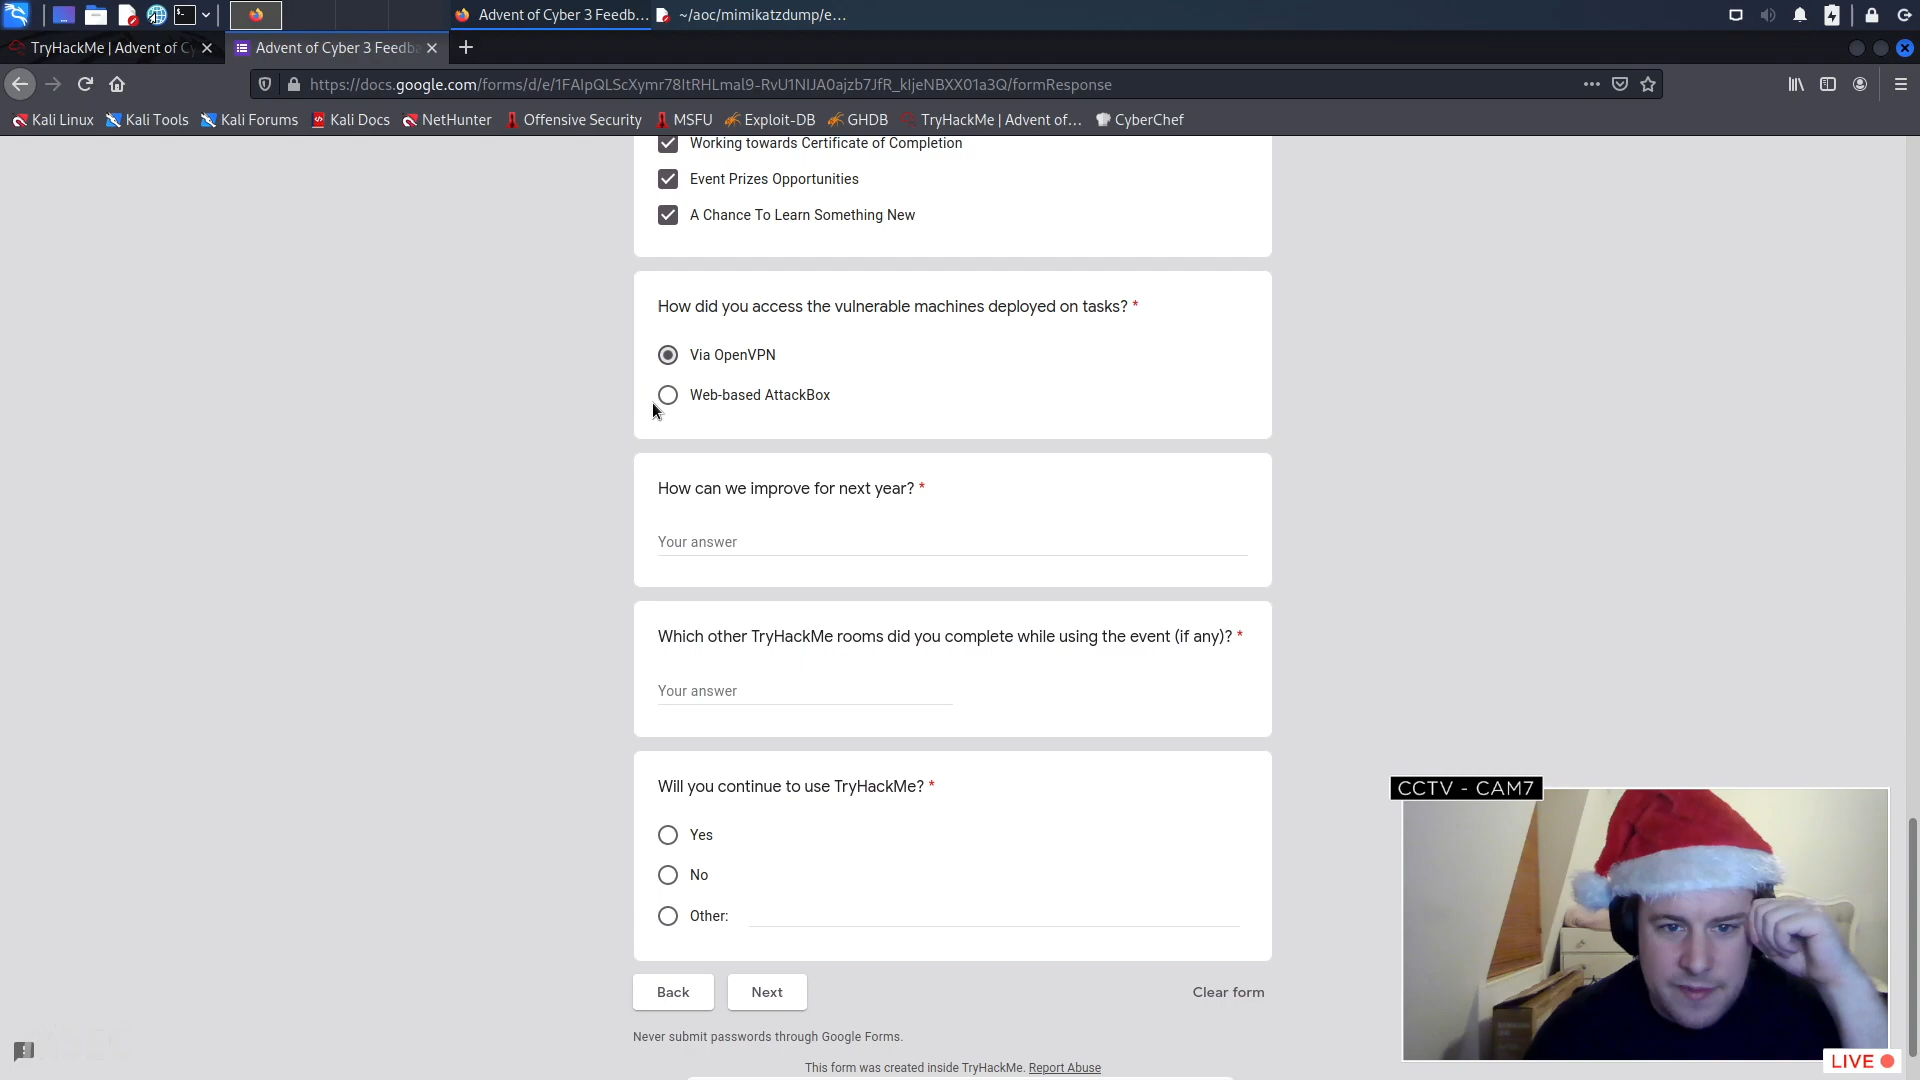 Advent of Cyber 3 Feedb...
~/aoc/mimikatzdump/e...
TryHackMe | Advent of Cy
Advent of Cyber 3 Feedba
https://docs.google.com/forms/d/e/1FAIpQLScXymr78ItRHLmal9-RvU1NIJA0ajzb7JfR_kIjeNBXX01a3Q/formResponse
Kali Linux
Kali Tools
Kali Forums
Kali Docs
NetHunter
Offensive Security
MSFU
Exploit-DB
GHDB
TryHackMe | Advent of...
CyberChef
Working towards Certificate of Completion
Event Prizes Opportunities
A Chance To Learn Something New
How did you access the vulnerable machines deployed on tasks? *
Via OpenVPN
Web-based AttackBox
How can we improve for next year? *
Your answer
Which other TryHackMe rooms did you complete while using the event (if any)? *
Your answer
Will you continue to use TryHackMe? *
Yes
No
Other:
Back
Next
Clear form
Never submit passwords through Google Forms.
This form was created inside TryHackMe. Report Abuse
CCTV - CAM7
LIVE